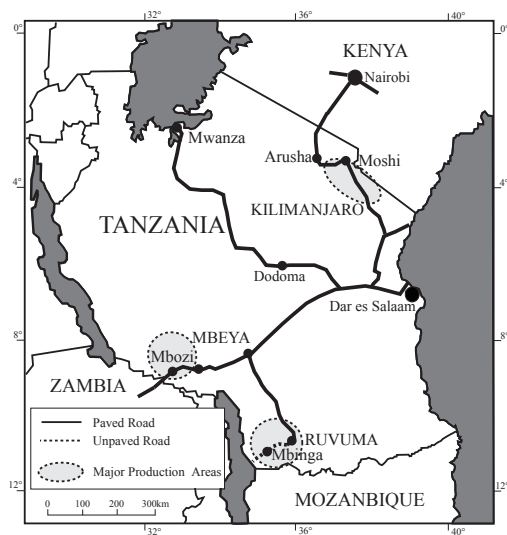 32° 36° 40°
0° 0°
KENYA
Nairobi
Mwanza
Arusha Moshi
4° 4°
KILIMANJARO
TANZANIA
Dodoma
Dar es Salaam
8° 8°
MBEYA
Mbozi
ZAMBIA
Paved Road
Unpaved Road
Major Production Areas
0 100 200 300km
RUVUMA
Mbinga
12° 12°
MOZAMBIQUE
32° 36° 40°